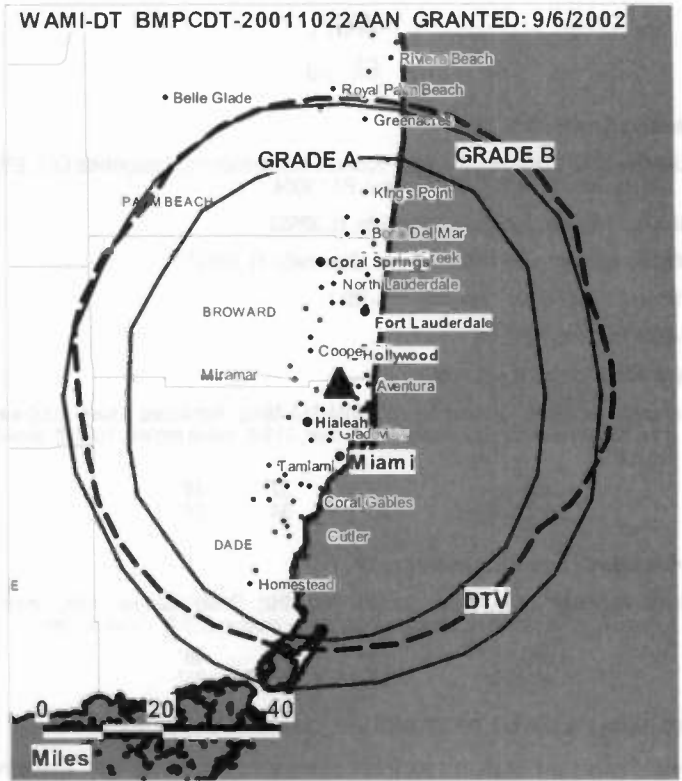 WAMI-DT BMPCDT-20011022AAN GRANTED: 9/6/2002
Riviera Beach
Royal Palm Beach
Belle Glade
Greenacres
GRADE A
GRADE B
Kings Point
PALM BEACH
Boca Del Mar
Coral Springs
Creek
North Lauderdale
BROWARD
Fort Lauderdale
Cooper
Hollywood
Miramar
Aventura
Hialeah
Gladeview
Miami
Tamiami
Coral Gables
Cutler
DADE
Homestead
E
DTV
0 20 40
Miles